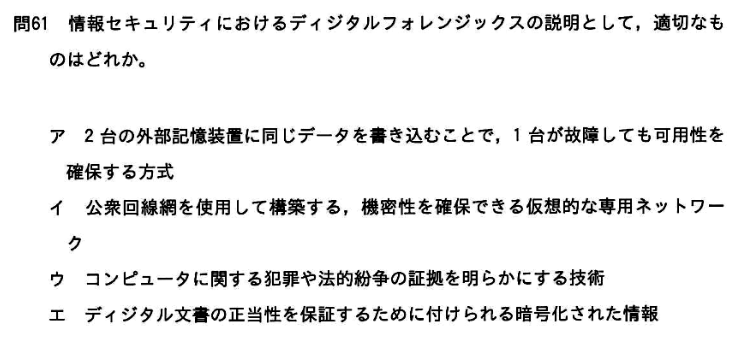 問61 情報セキュリティにおけるディジタルフォレンジックスの説明として，適切なも
のはどれか。
ア 2台の外部記憶装置に同じデータを書き込むことで，1台が故障しても可用性を
確保する方式
イ 公衆回線網を使用して構築する，機密性を確保できる仮想的な専用ネットワー
ク
ウ コンピュータに関する犯罪や法的紛争の証拠を明らかにする技術
エ ディジタル文書の正当性を保証するために付けられる暗号化された情報